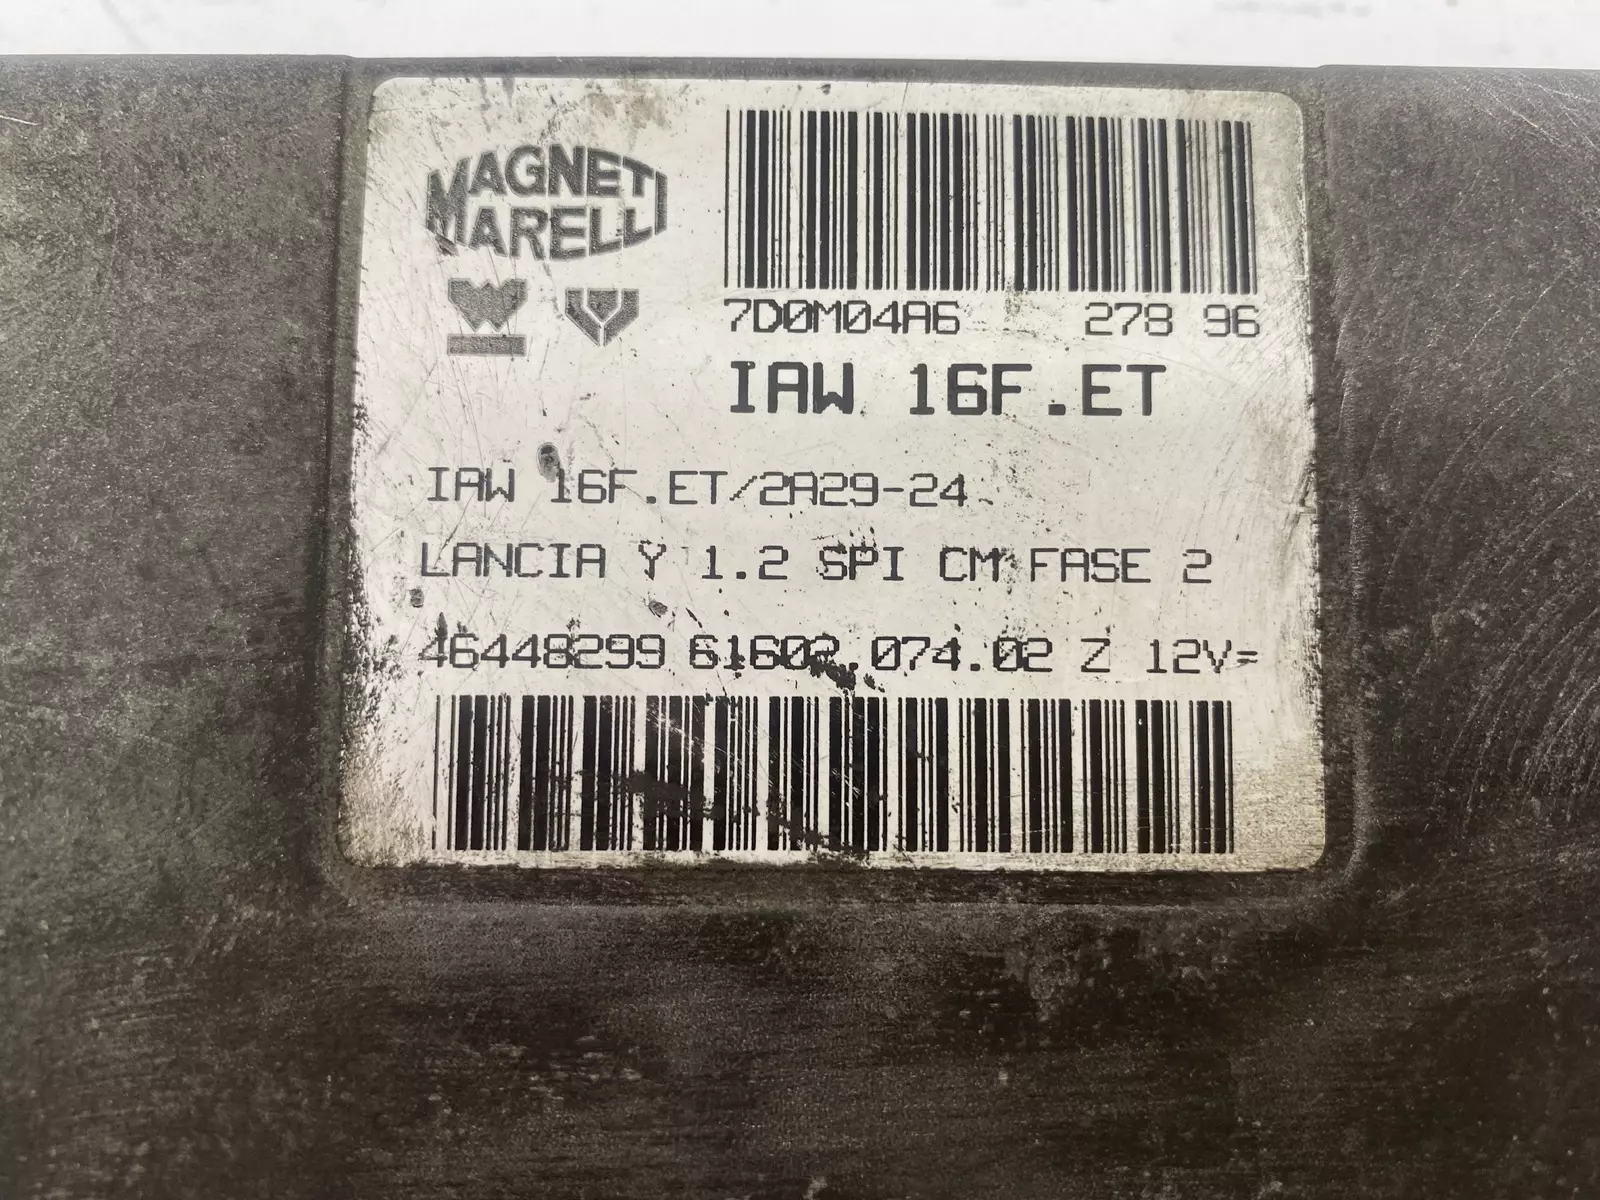 MAGNETI
MARELLI
7D0M04A6 278 96
IAW 16F.ET
IAW 16F.ET/2A29-24
LANCIA Y 1.2 SPI CM FASE 2
46448299 61602.074.02 Z 12V=